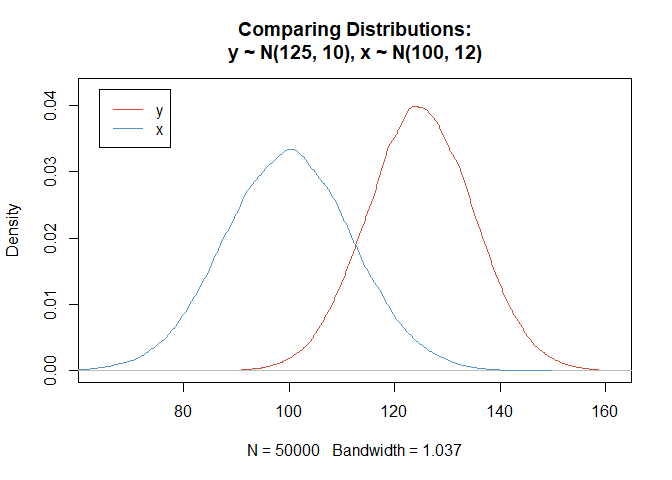 Comparing Distributions:
y ~ N(125, 10), x ~ N(100, 12)
y
x
0.04
0.03
0.02
0.01
0.00
Density
80 100 120 140 160
N = 50000 Bandwidth = 1.037